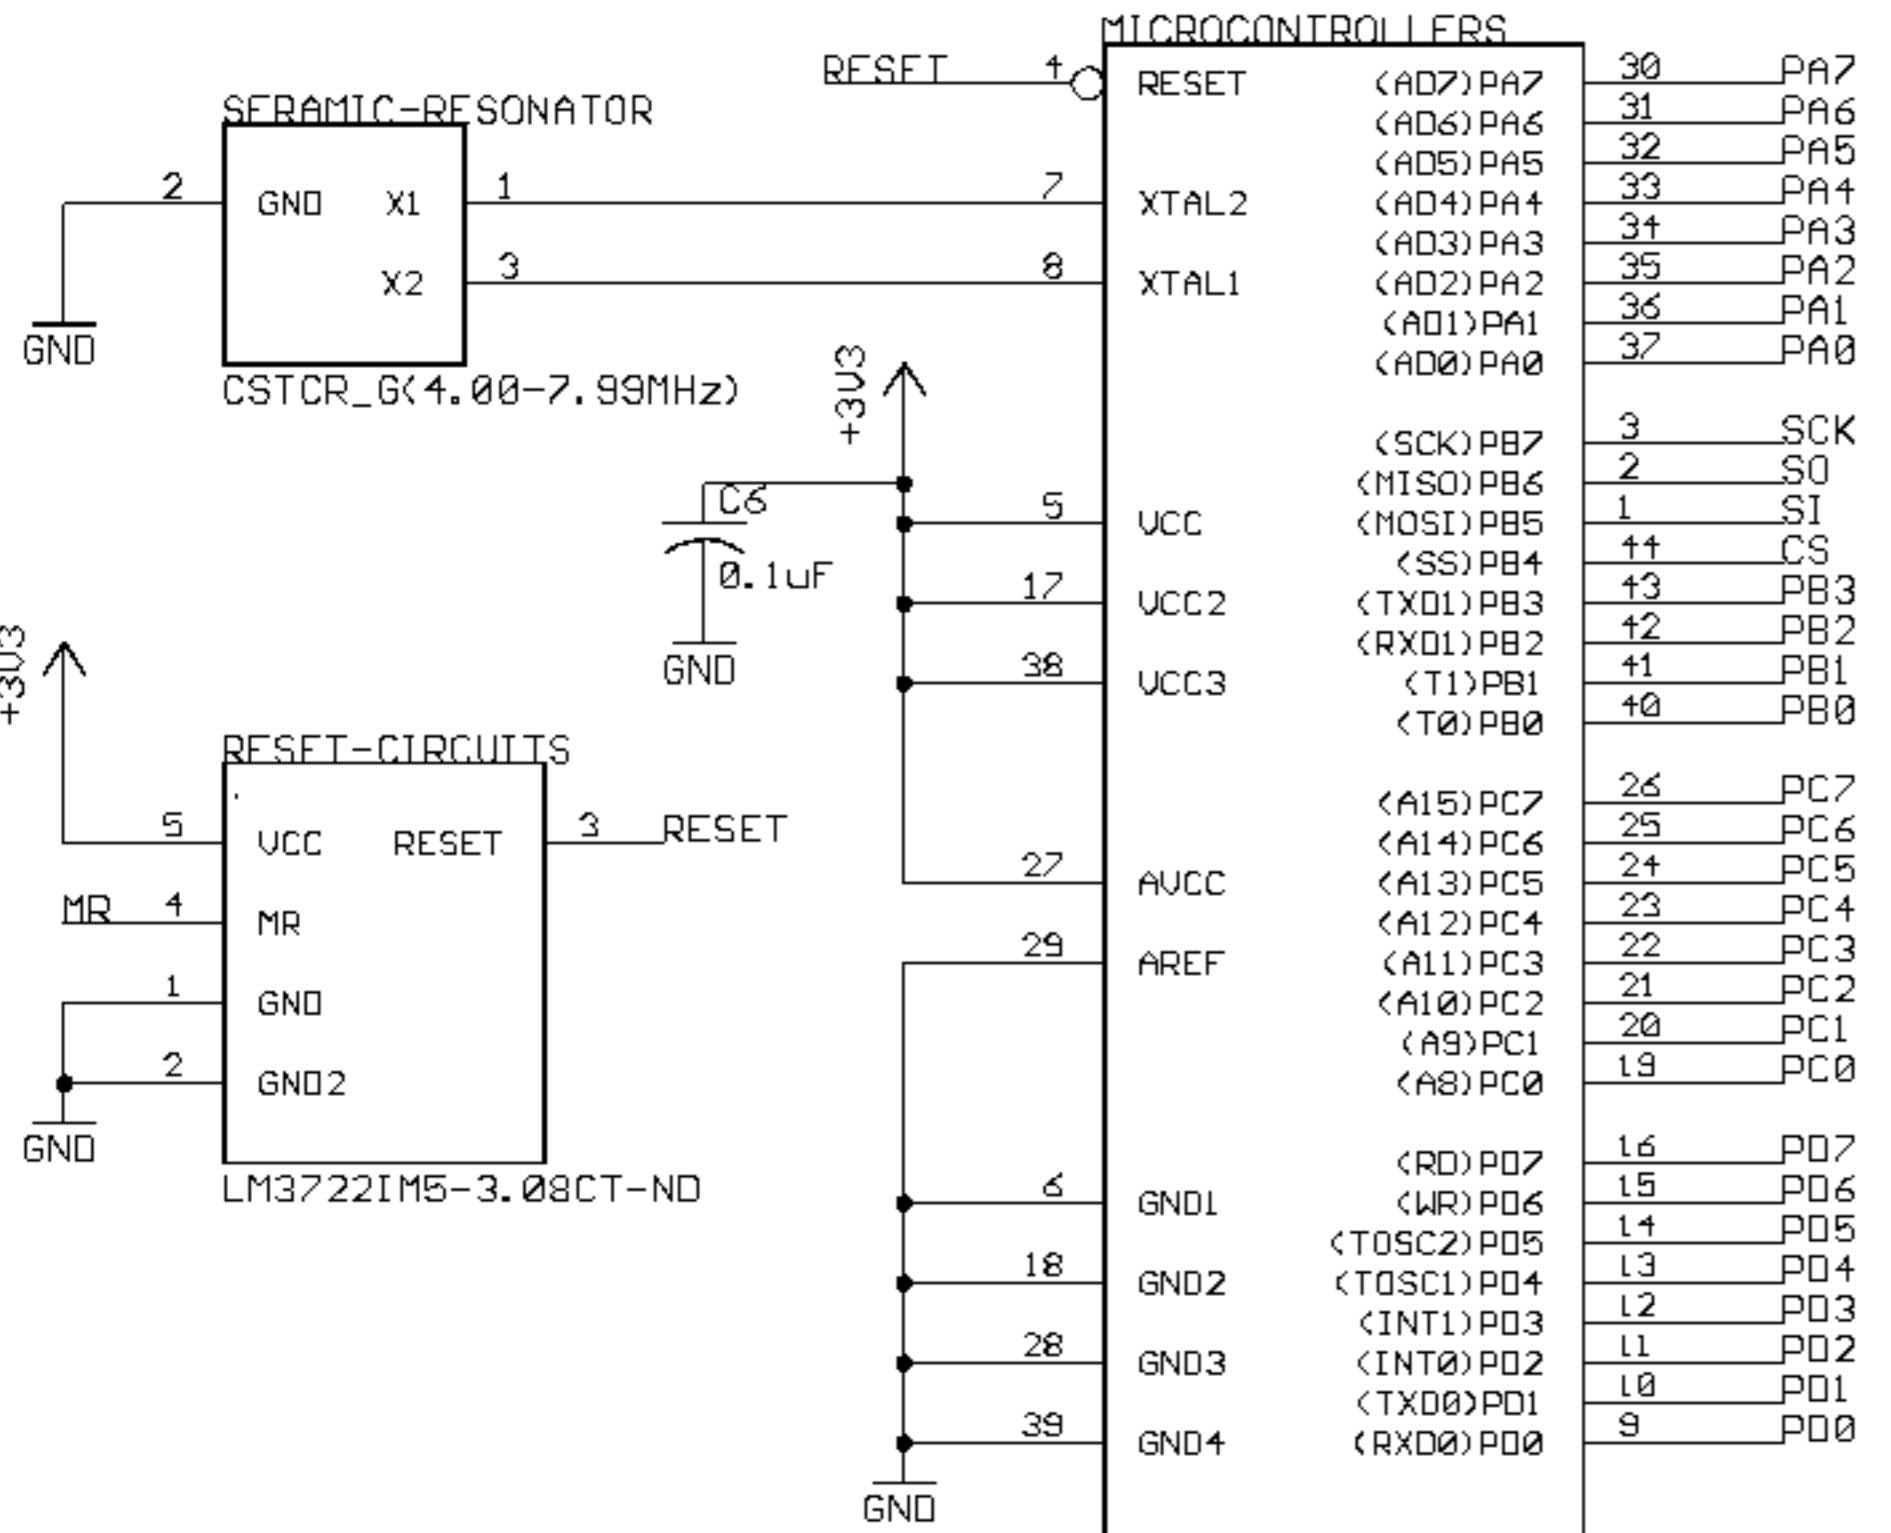 MICROCONTROLLERS
RESET 4 RESET (AD7)PA7 30 PA7
SERAMIC-RESONATOR
(AD6)PA6 31 PA6
(AD5)PA5 32 PA5
2 GND X1 1 7 XTAL2 (AD4)PA4 33 PA4
(AD3)PA3 34 PA3
X2 3 8 XTAL1 (AD2)PA2 35 PA2
(AD1)PA1 36 PA1
GND
(AD0)PA0 37 PA0
CSTCR_G(4.00-7.99MHz)
+3V3
(SCK)PB7 3 SCK
(MISO)PB6 2 SO
C6
5 VCC (MOSI)PB5 1 SI
(SS)PB4 44 CS
0.1uF
17 VCC2 (TXD1)PB3 43 PB3
(RXD1)PB2 42 PB2
GND
38 VCC3 (T1)PB1 41 PB1
+3V3
(T0)PB0 40 PB0
RESET-CIRCUITS
(A15)PC7 26 PC7
5 VCC RESET 3 RESET
(A14)PC6 25 PC6
27 AVCC (A13)PC5 24 PC5
MR 4 MR
(A12)PC4 23 PC4
29 AREF (A11)PC3 22 PC3
1 GND
(A10)PC2 21 PC2
(A9)PC1 20 PC1
2 GND2
(A8)PC0 19 PC0
GND
(RD)PD7 16 PD7
LM3722IM5-3.08CT-ND
6 GND1 (WR)PD6 15 PD6
(TOSC2)PD5 14 PD5
18 GND2 (TOSC1)PD4 13 PD4
(INT1)PD3 12 PD3
28 GND3 (INT0)PD2 11 PD2
(TXD0)PD1 10 PD1
39 GND4 (RXD0)PD0 9 PD0
GND